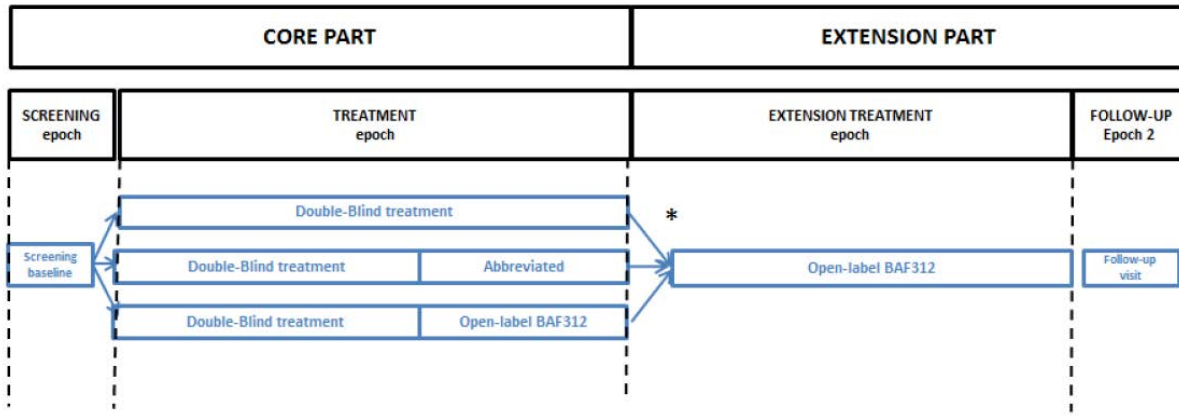 CORE PART
EXTENSION PART
SCREENING
epoch
TREATMENT
epoch
EXTENSION TREATMENT
epoch
FOLLOW-UP
Epoch 2
Double-Blind treatment
*
Screening
baseline
Double-Blind treatment
Abbreviated
Open-label BAF312
Follow-up
visit
Double-Blind treatment
Open-label BAF312